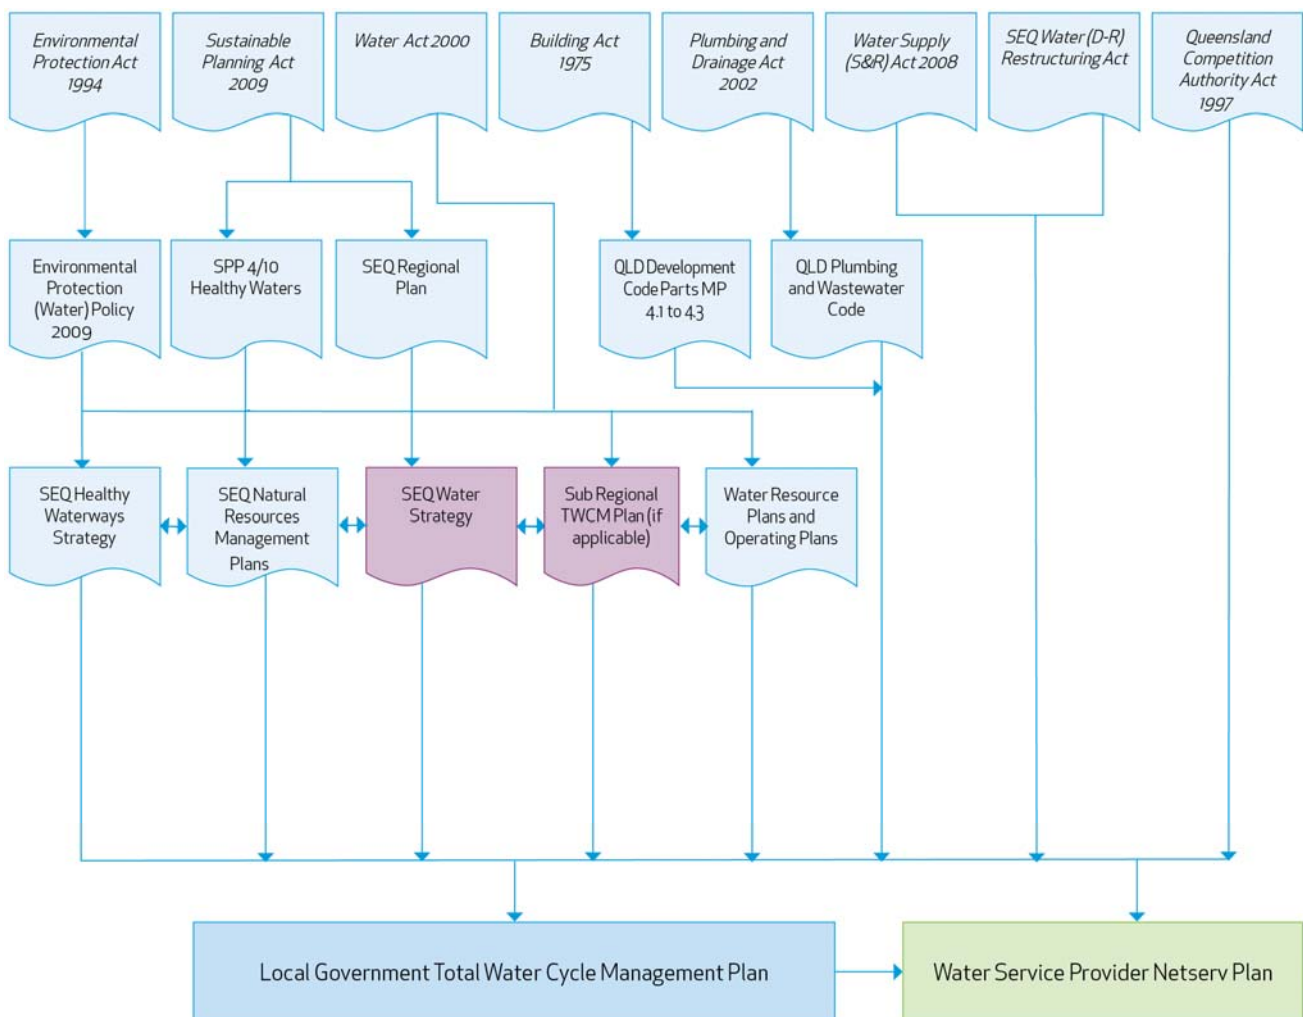 Environmental
Protection Act
1994
Sustainable
Planning Act
2009
Water Act 2000
Building Act
1975
Plumbing and
Drainage Act
2002
Water Supply
(S&R) Act 2008
SEQ Water (D-R)
Restructuring Act
Queensland
Competition
Authority Act
1997
Environmental
Protection
(Water) Policy
2009
SPP 4/10
Healthy Waters
SEQ Regional
Plan
QLD Development
Code Parts MP
4.1 to 4.3
QLD Plumbing
and Wastewater
Code
SEQ Healthy
Waterways
Strategy
SEQ Natural
Resources
Management
Plans
SEQ Water
Strategy
Sub Regional
TWCM Plan (if
applicable)
Water Resource
Plans and
Operating Plans
Local Government Total Water Cycle Management Plan
Water Service Provider Netserv Plan